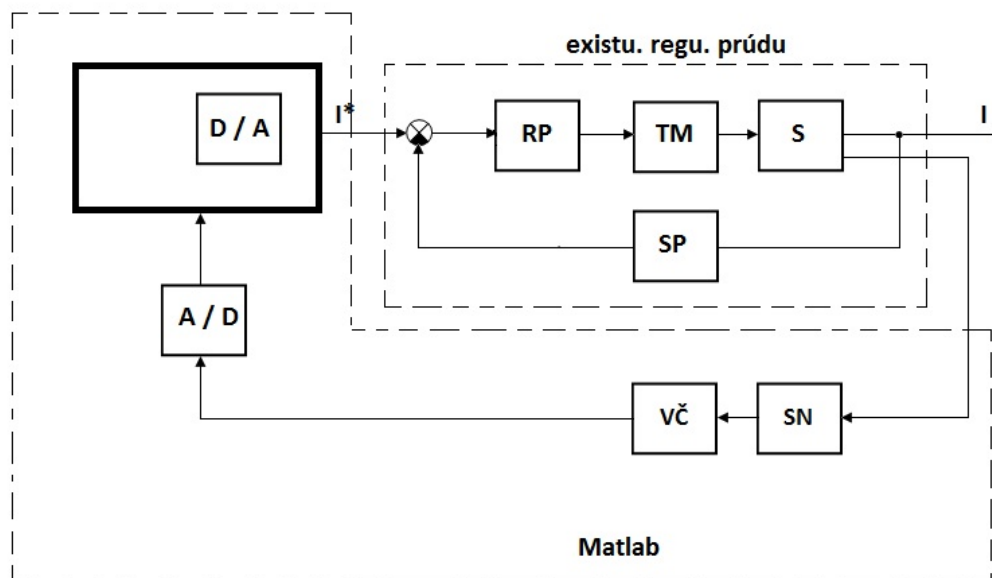 existu. regu. prúdu
D / A
I*
RP
TM
S
I
SP
A / D
VČ
SN
Matlab